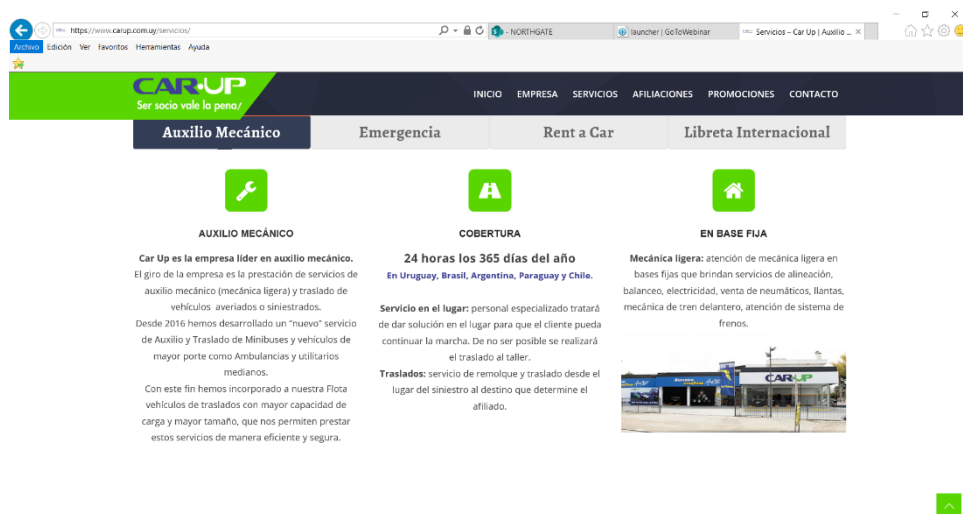 https://www.carup.com.uy/servicios/
- NORTHGATE
launcher | GoToWebinar
Servicios – Car Up | Auxilio ...
Archivo Edición Ver Favoritos Herramientas Ayuda
CAR-UP
Ser socio vale la pena/
INICIO EMPRESA SERVICIOS AFILIACIONES PROMOCIONES CONTACTO
Auxilio Mecánico Emergencia Rent a Car Libreta Internacional
AUXILIO MECÁNICO
Car Up es la empresa líder en auxilio mecánico.
El giro de la empresa es la prestación de servicios de
auxilio mecánico (mecánica ligera) y traslado de
vehículos averiados o siniestrados.
Desde 2016 hemos desarrollado un "nuevo" servicio
de Auxilio y Traslado de Minibuses y vehículos de
mayor porte como Ambulancias y utilitarios
medianos.
Con este fin hemos incorporado a nuestra Flota
vehículos de traslados con mayor capacidad de
carga y mayor tamaño, que nos permiten prestar
estos servicios de manera eficiente y segura.
COBERTURA
24 horas los 365 días del año
En Uruguay, Brasil, Argentina, Paraguay y Chile.
Servicio en el lugar: personal especializado tratará
de dar solución en el lugar para que el cliente pueda
continuar la marcha. De no ser posible se realizará
el traslado al taller.
Traslados: servicio de remolque y traslado desde el
lugar del siniestro al destino que determine el
afiliado.
EN BASE FIJA
Mecánica ligera: atención de mecánica ligera en
bases fijas que brindan servicios de alineación,
balanceo, electricidad, venta de neumáticos, llantas,
mecánica de tren delantero, atención de sistema de
frenos.
CAR-UP